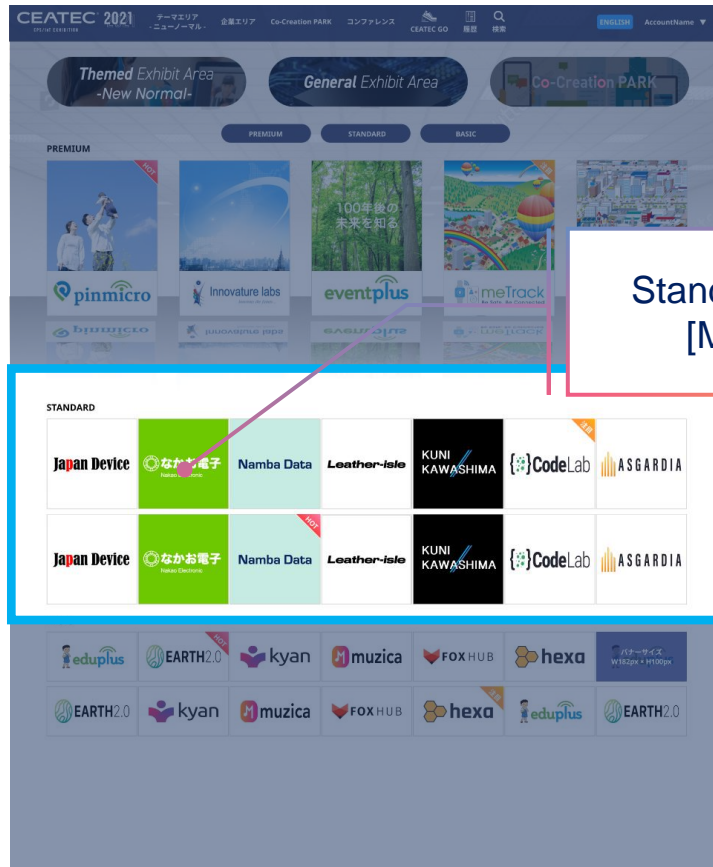 CEATEC 2021
テーマエリア
- ニューノーマル -
企業エリア
Co-Creation PARK
コンファレンス
CEATEC GO
履歴
検索
ENGLISH
AccountName ▼
Themed Exhibit Area
-New Normal-
General Exhibit Area
Co-Creation PARK
PREMIUM
STANDARD
BASIC
PREMIUM
HOT
注目
100年後の
未来を知る
pinmicro
Innovature labs
eventplus
meTrack
Stand
[M
STANDARD
注目
Japan Device
なかお電子
Nakao Electronic
Namba Data
Leather-isle
KUNI
KAWASHIMA
{ }CodeLab
ASGARDIA
HOT
Japan Device
なかお電子
Nakao Electronic
Namba Data
Leather-isle
KUNI
KAWASHIMA
{ }CodeLab
ASGARDIA
HOT
eduplus
EARTH2.0
kyan
muzica
FOXHUB
hexa
バナーサイズ
W182px × H100px
注目
EARTH2.0
kyan
muzica
FOXHUB
hexa
eduplus
EARTH2.0